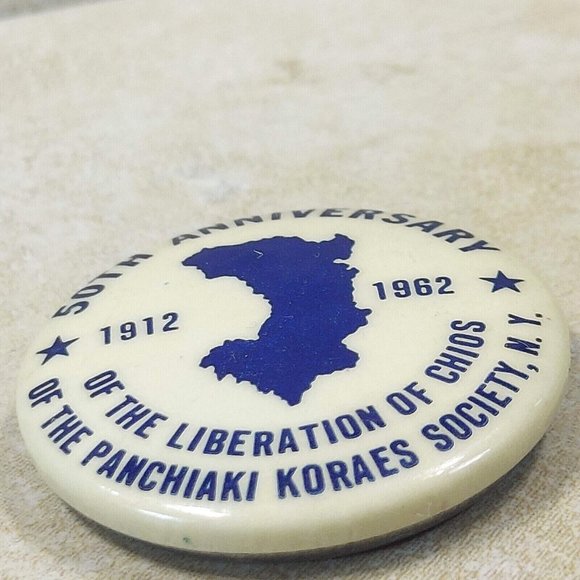 50TH ANNIVERSARY
★ 1912 1962 ★
OF THE LIBERATION OF CHIOS
OF THE PANCHIAKI KORAES SOCIETY, N.Y.